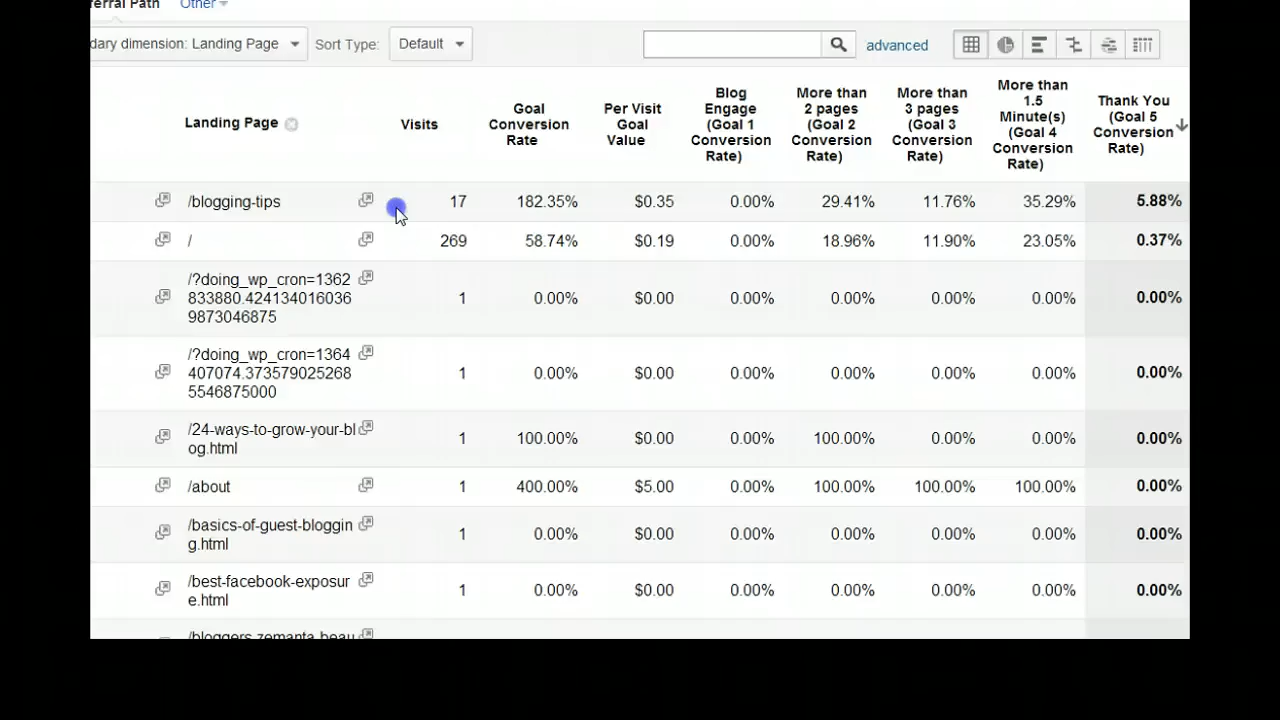 ferral Path Other
dary dimension: Landing Page Sort Type: Default advanced
Landing Page Visits Goal Conversion Rate Per Visit Goal Value Blog Engage (Goal 1 Conversion Rate) More than 2 pages (Goal 2 Conversion Rate) More than 3 pages (Goal 3 Conversion Rate) More than 1.5 Minute(s) (Goal 4 Conversion Rate) Thank You (Goal 5 Conversion Rate)
/blogging-tips 17 182.35% $0.35 0.00% 29.41% 11.76% 35.29% 5.88%
/ 269 58.74% $0.19 0.00% 18.96% 11.90% 23.05% 0.37%
/?doing_wp_cron=1362
833880.424134016036 1 0.00% $0.00 0.00% 0.00% 0.00% 0.00% 0.00%
9873046875
/?doing_wp_cron=1364
407074.373579025268 1 0.00% $0.00 0.00% 0.00% 0.00% 0.00% 0.00%
5546875000
/24-ways-to-grow-your-bl
og.html 1 100.00% $0.00 0.00% 100.00% 0.00% 0.00% 0.00%
/about 1 400.00% $5.00 0.00% 100.00% 100.00% 100.00% 0.00%
/basics-of-guest-bloggin
g.html 1 0.00% $0.00 0.00% 0.00% 0.00% 0.00% 0.00%
/best-facebook-exposur
e.html 1 0.00% $0.00 0.00% 0.00% 0.00% 0.00% 0.00%
/bloggers zemanta beau